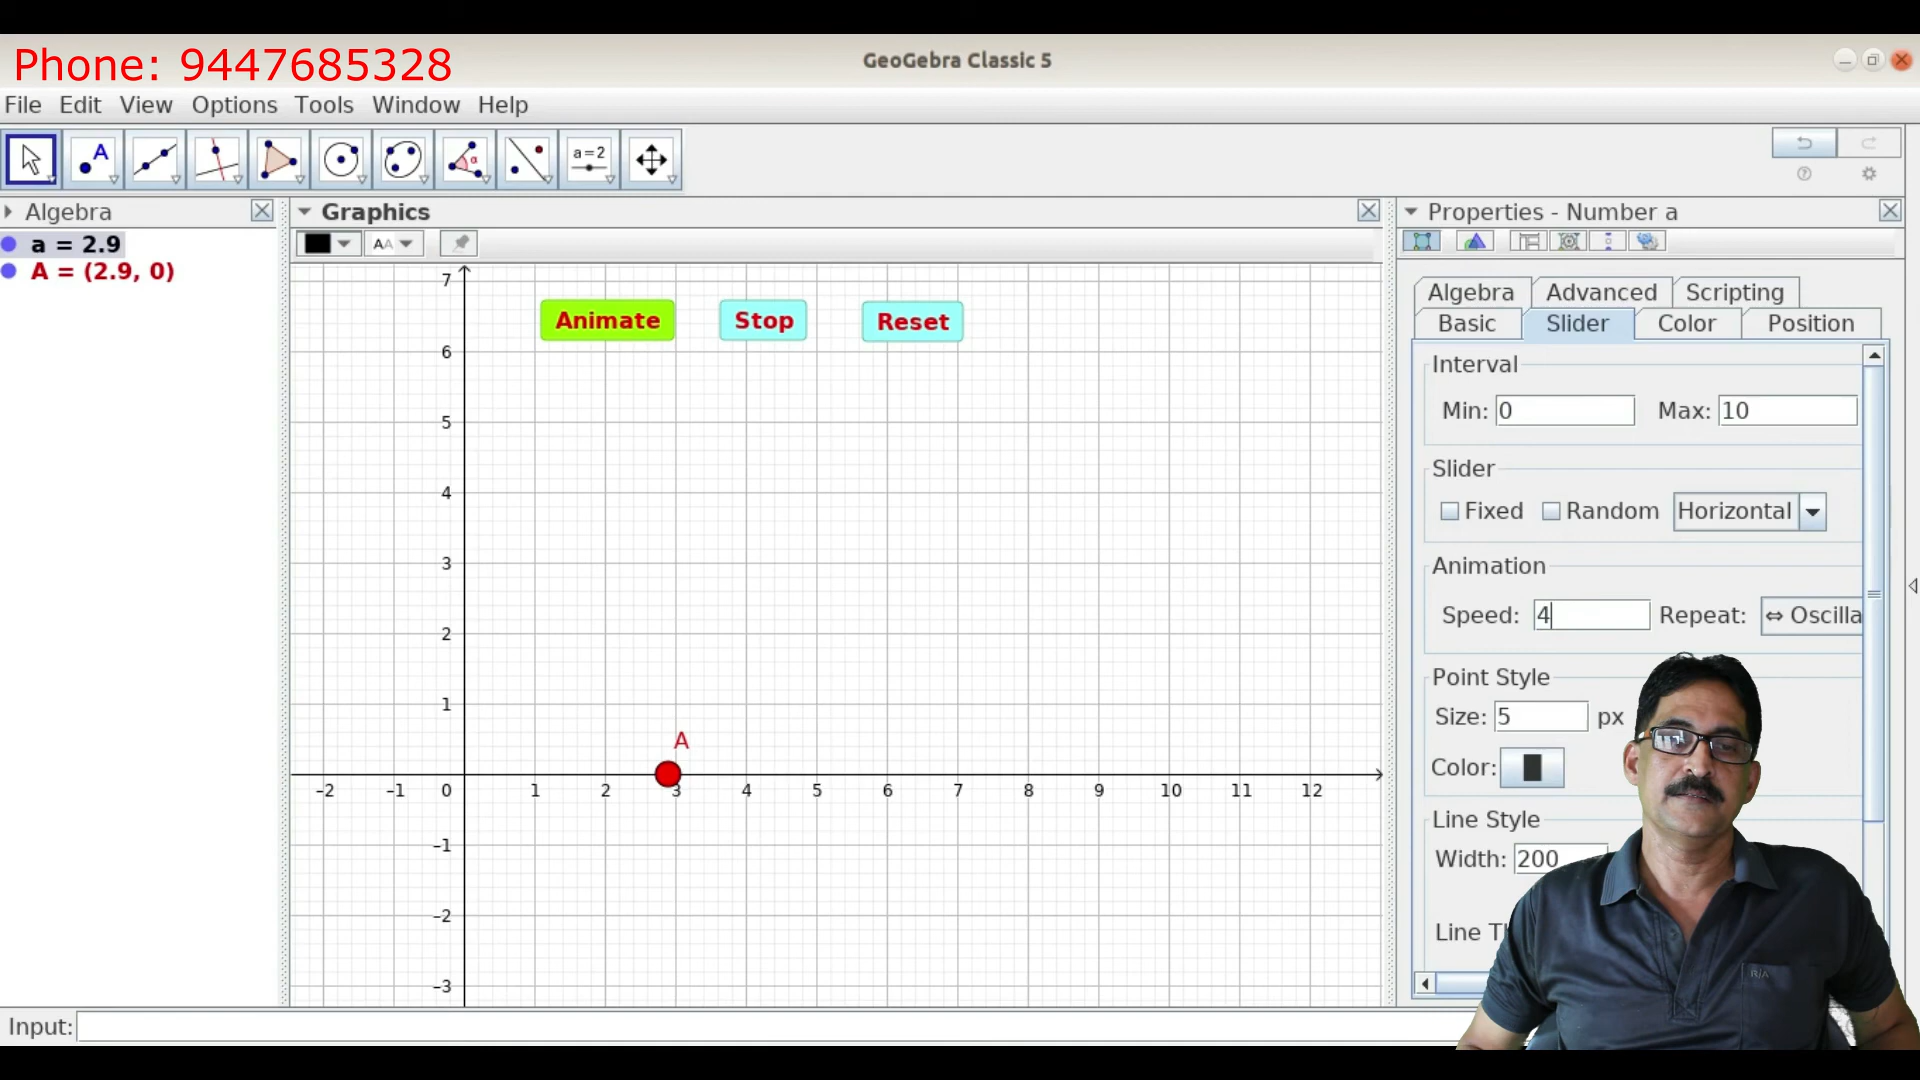 Phone: 9447685328
GeoGebra Classic 5
File Edit View Options Tools Window Help
A
α
a=2
Algebra
Graphics
Properties - Number a
a = 2.9
A = (2.9, 0)
AA
Algebra Advanced Scripting
Basic Slider Color Position
Animate Stop Reset
Interval
Min: 0 Max: 10
Slider
Fixed Random Horizontal
Animation
Speed: 4 Repeat: ⇔ Oscilla
Point Style
Size: 5 px
Color:
Line Style
Width: 200
Line T
7
6
5
4
3
2
1
A
–2 –1 0 1 2 3 4 5 6 7 8 9 10 11 12
–1
–2
–3
R/A
Input: